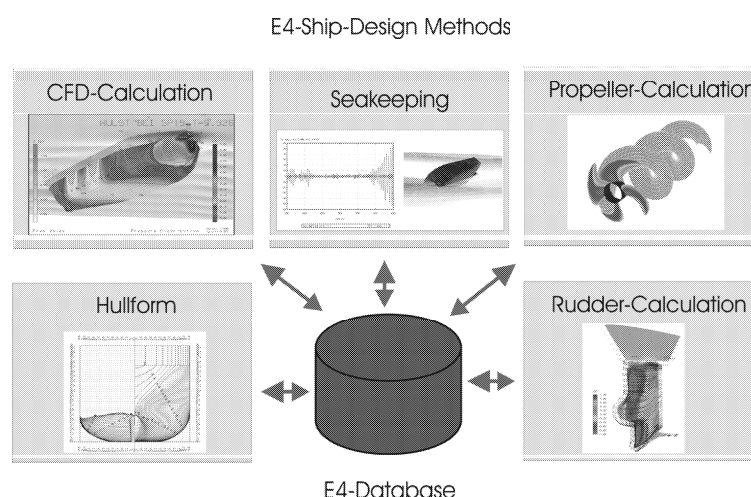 E4-Ship-Design Methods
CFD-Calculation
Seakeeping
Propeller-Calculation
Hullform
Rudder-Calculation
E4-Database